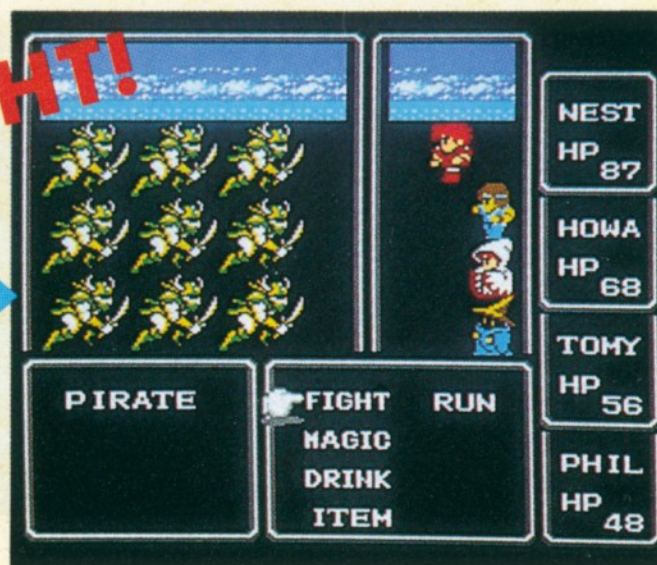 HT!
NEST
HP 87
HOWA
HP 68
TOMY
HP 56
PHIL
HP 48
PIRATE
FIGHT RUN
MAGIC
DRINK
ITEM